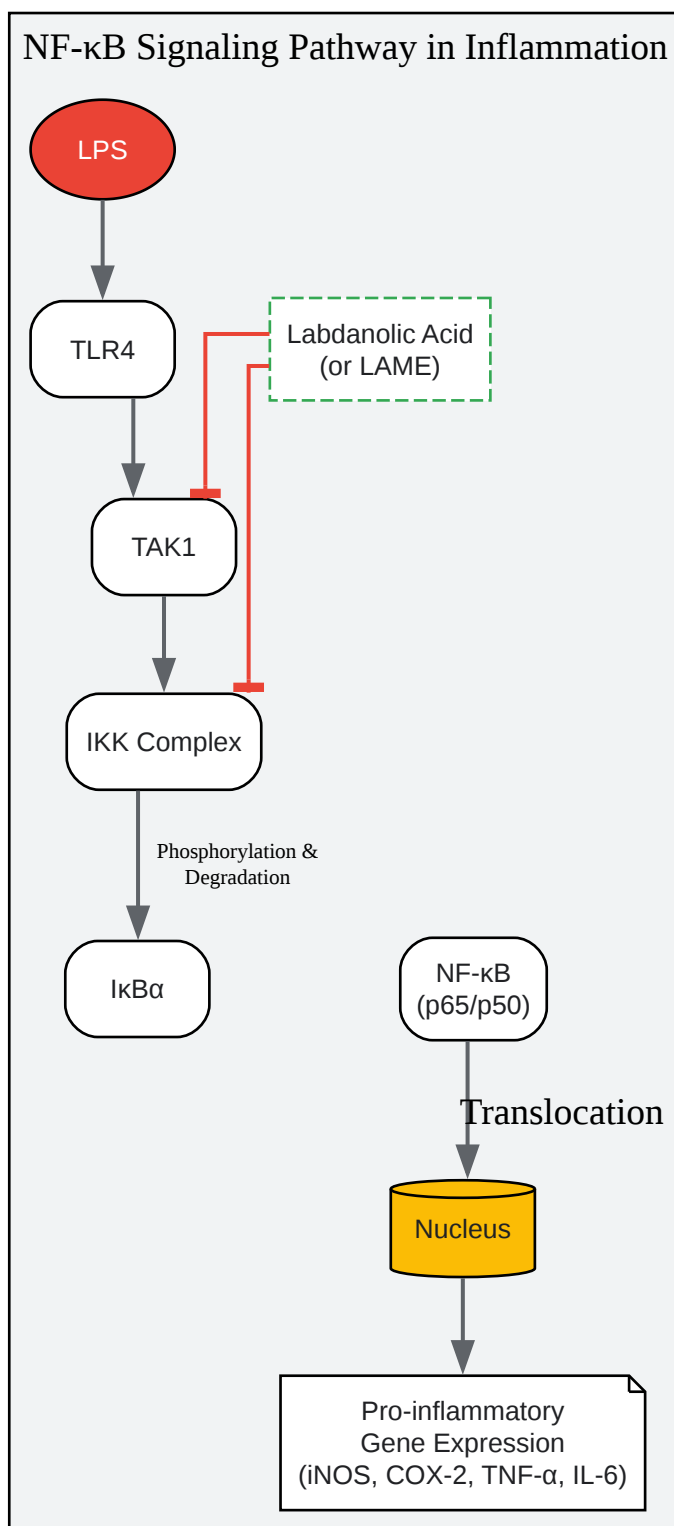 NF-κB Signaling Pathway in Inflammation
LPS
TLR4
Labdanolic Acid
(or LAME)
TAK1
IKK Complex
Phosphorylation &
Degradation
IκBα
NF-κB
(p65/p50)
Translocation
Nucleus
Pro-inflammatory
Gene Expression
(iNOS, COX-2, TNF-α, IL-6)